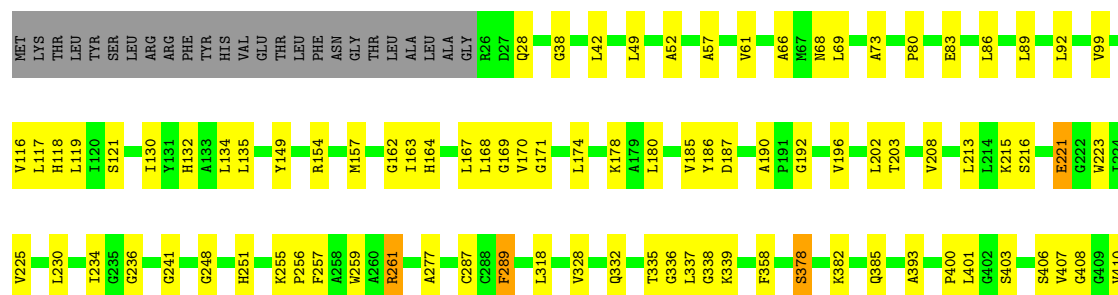 MET LYS THR LEU TYR SER LEU ARG ARG PHE TYR HIS VAL GLU THR LEU PHE ASN GLY THR LEU ALA LEU ALA GLY R26 D27 Q28 G38 L42 L49 A52 A57 V61 A66 M67 N68 L69 A73 P80 E83 L86 L89 L92 V99
V116 L117 H118 L119 I120 S121 I130 Y131 H132 A133 L134 L135 Y149 R154 M157 G162 I163 H164 L167 L168 G169 V170 G171 L174 K178 A179 L180 V185 Y186 D187 A190 P191 G192 V196 L202 T203 V208 L213 L214 K215 S216 E221 G222 W223
V225 L230 I234 G235 G236 G241 G248 H251 K255 P256 F257 A258 W259 A260 R261 A277 C287 C288 F289 L318 V328 Q332 T335 G336 L337 G338 K339 F358 S378 K382 Q385 A393 P400 L401 G402 S403 S406 V407 G408 G409